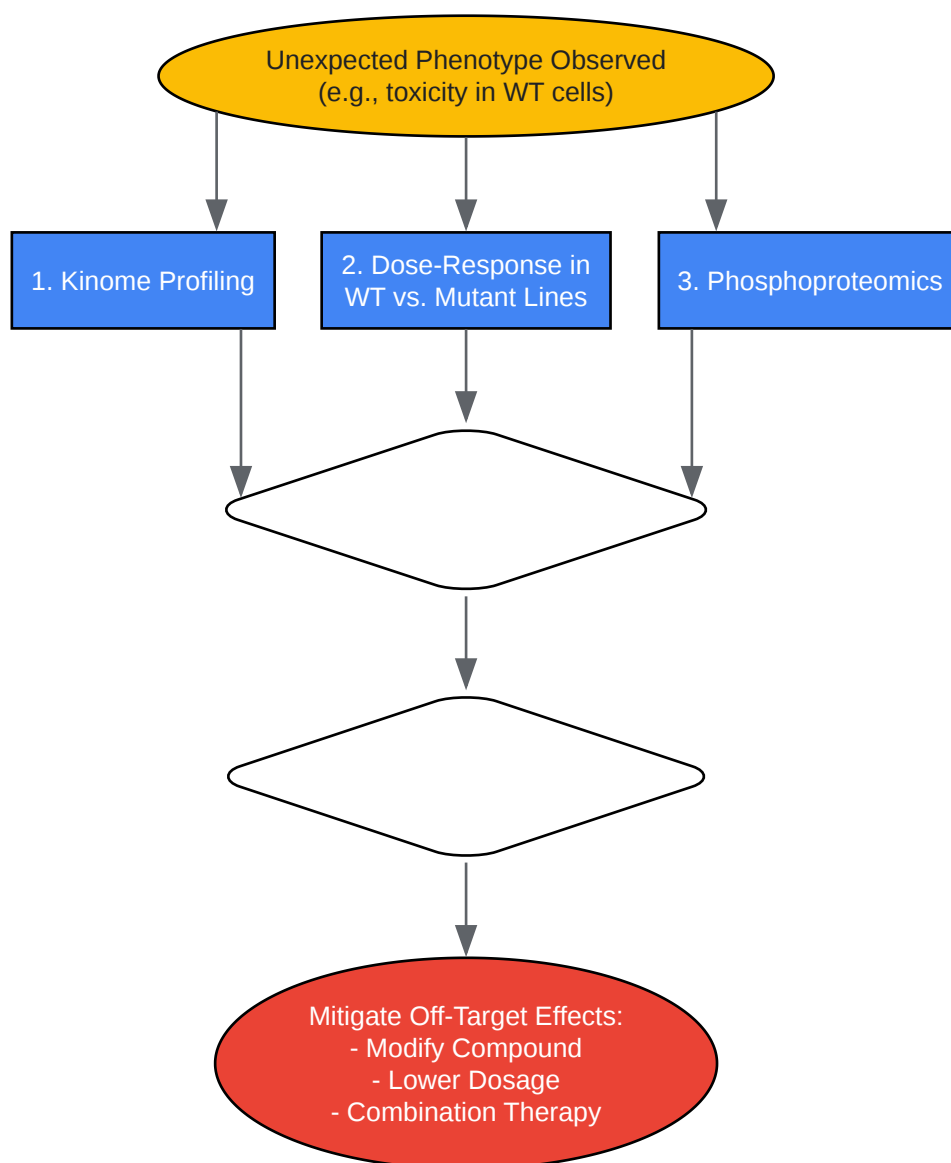 Unexpected Phenotype Observed
(e.g., toxicity in WT cells)
1. Kinome Profiling
2. Dose-Response in
WT vs. Mutant Lines
3. Phosphoproteomics
Mitigate Off-Target Effects:
- Modify Compound
- Lower Dosage
- Combination Therapy